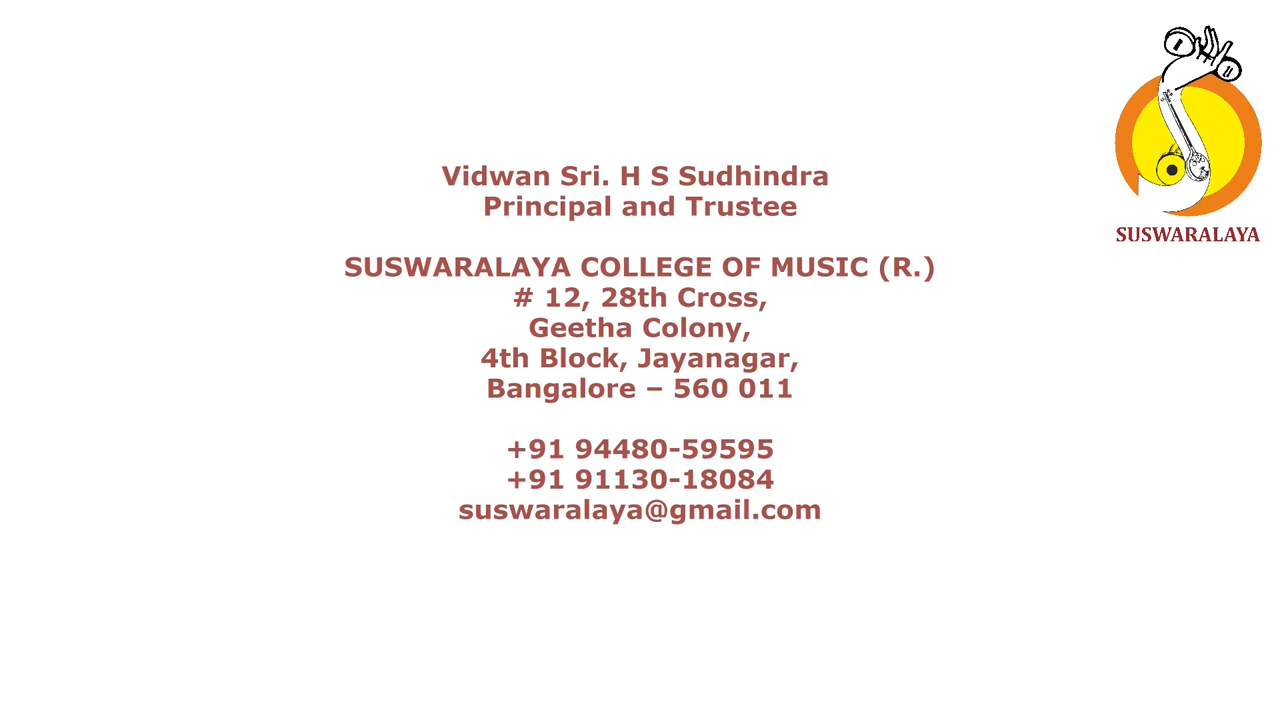 Vidwan Sri. H S Sudhindra
Principal and Trustee
SUSWARALAYA COLLEGE OF MUSIC (R.)
# 12, 28th Cross,
Geetha Colony,
4th Block, Jayanagar,
Bangalore – 560 011
+91 94480-59595
+91 91130-18084
suswaralaya@gmail.com
SUSWARALAYA